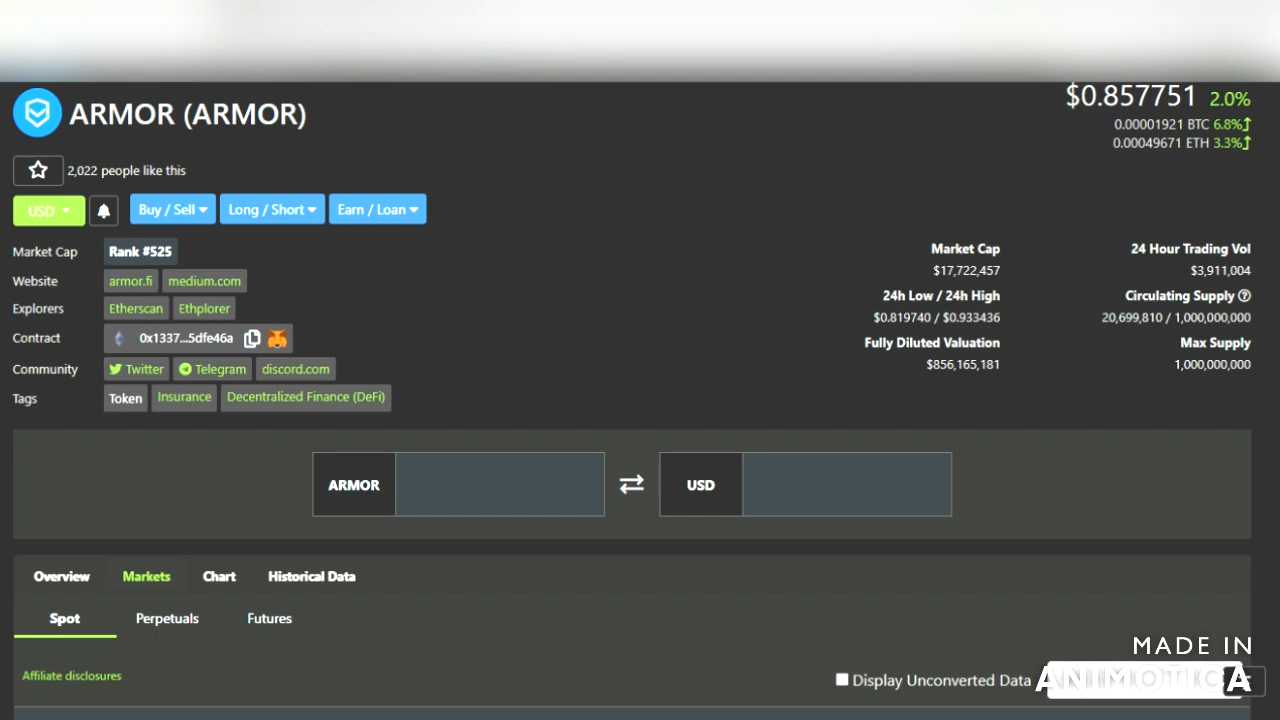 ARMOR (ARMOR)
$0.857751 2.0%
0.00001921 BTC 6.8%
0.00049671 ETH 3.3%
2,022 people like this
USD
Buy / Sell
Long / Short
Earn / Loan
Market Cap Rank #525
Website armor.fi medium.com
Explorers Etherscan Ethplorer
Contract 0x1337...5dfe46a
Community Twitter Telegram discord.com
Tags Token Insurance Decentralized Finance (DeFi)
Market Cap
$17,722,457
24 Hour Trading Vol
$3,911,004
24h Low / 24h High
$0.819740 / $0.933436
Circulating Supply
20,699,810 / 1,000,000,000
Fully Diluted Valuation
$856,165,181
Max Supply
1,000,000,000
ARMOR
USD
Overview Markets Chart Historical Data
Spot Perpetuals Futures
Affiliate disclosures
Display Unconverted Data
MADE IN
ANIMOTICA